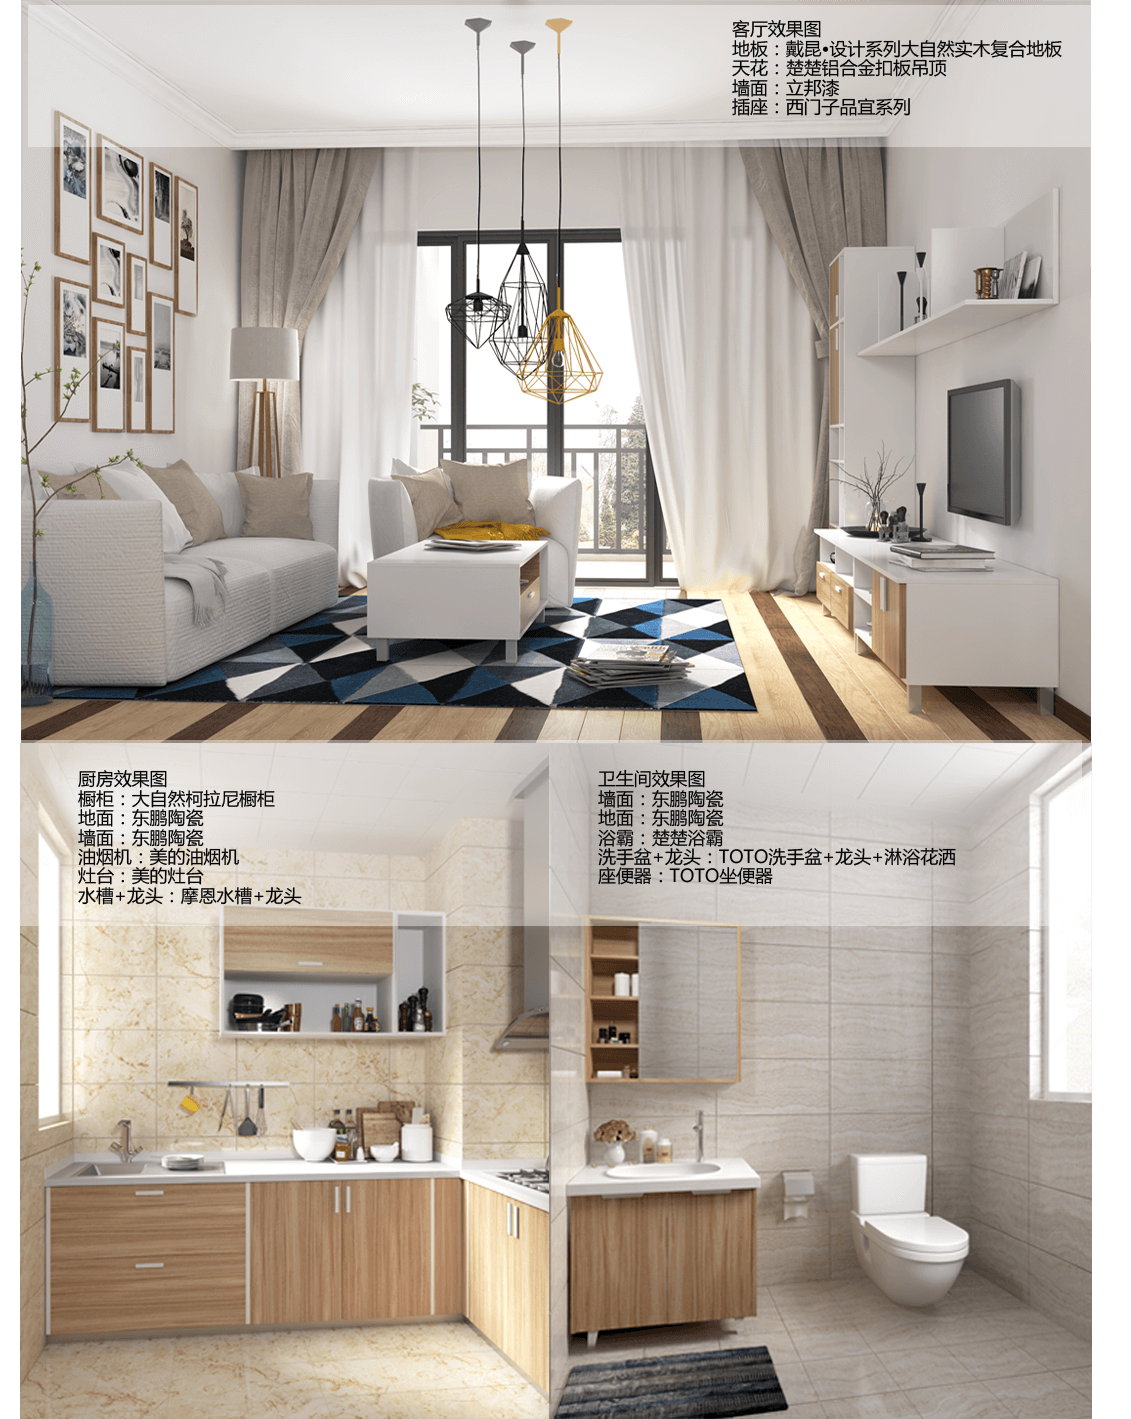 客厅效果图
地板：戴昆•设计系列大自然实木复合地板
天花：楚楚铝合金扣板吊顶
墙面：立邦漆
插座：西门子品宜系列
厨房效果图
橱柜：大自然柯拉尼橱柜
地面：东鹏陶瓷
墙面：东鹏陶瓷
油烟机：美的油烟机
灶台：美的灶台
水槽+龙头：摩恩水槽+龙头
卫生间效果图
墙面：东鹏陶瓷
地面：东鹏陶瓷
浴霸：楚楚浴霸
洗手盆+龙头：TOTO洗手盆+龙头+淋浴花洒
座便器：TOTO坐便器